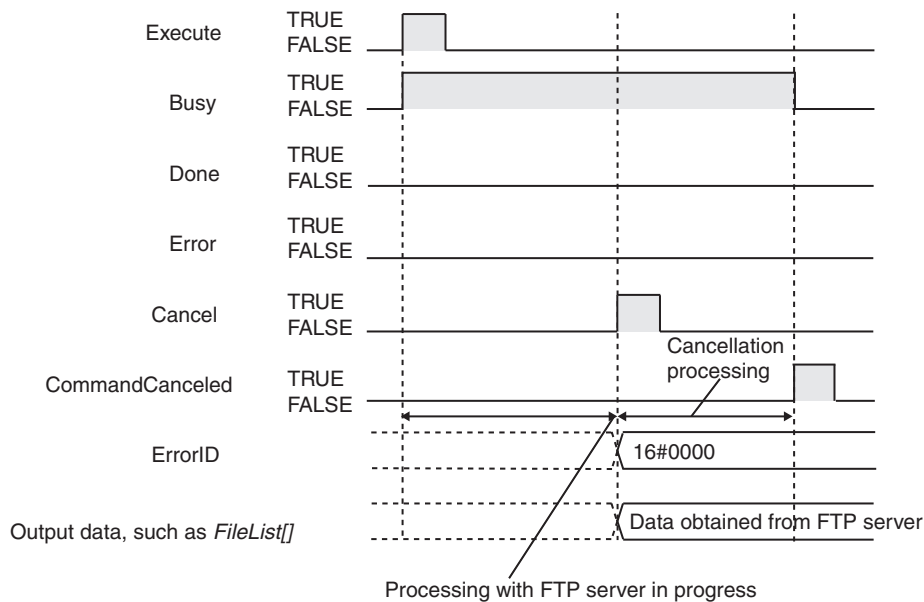 Execute
TRUE
FALSE
Busy
TRUE
FALSE
Done
TRUE
FALSE
Error
TRUE
FALSE
Cancel
TRUE
FALSE
Cancellation
processing
CommandCanceled
TRUE
FALSE
ErrorID
16#0000
Output data, such as FileList[]
Data obtained from FTP server
Processing with FTP server in progress